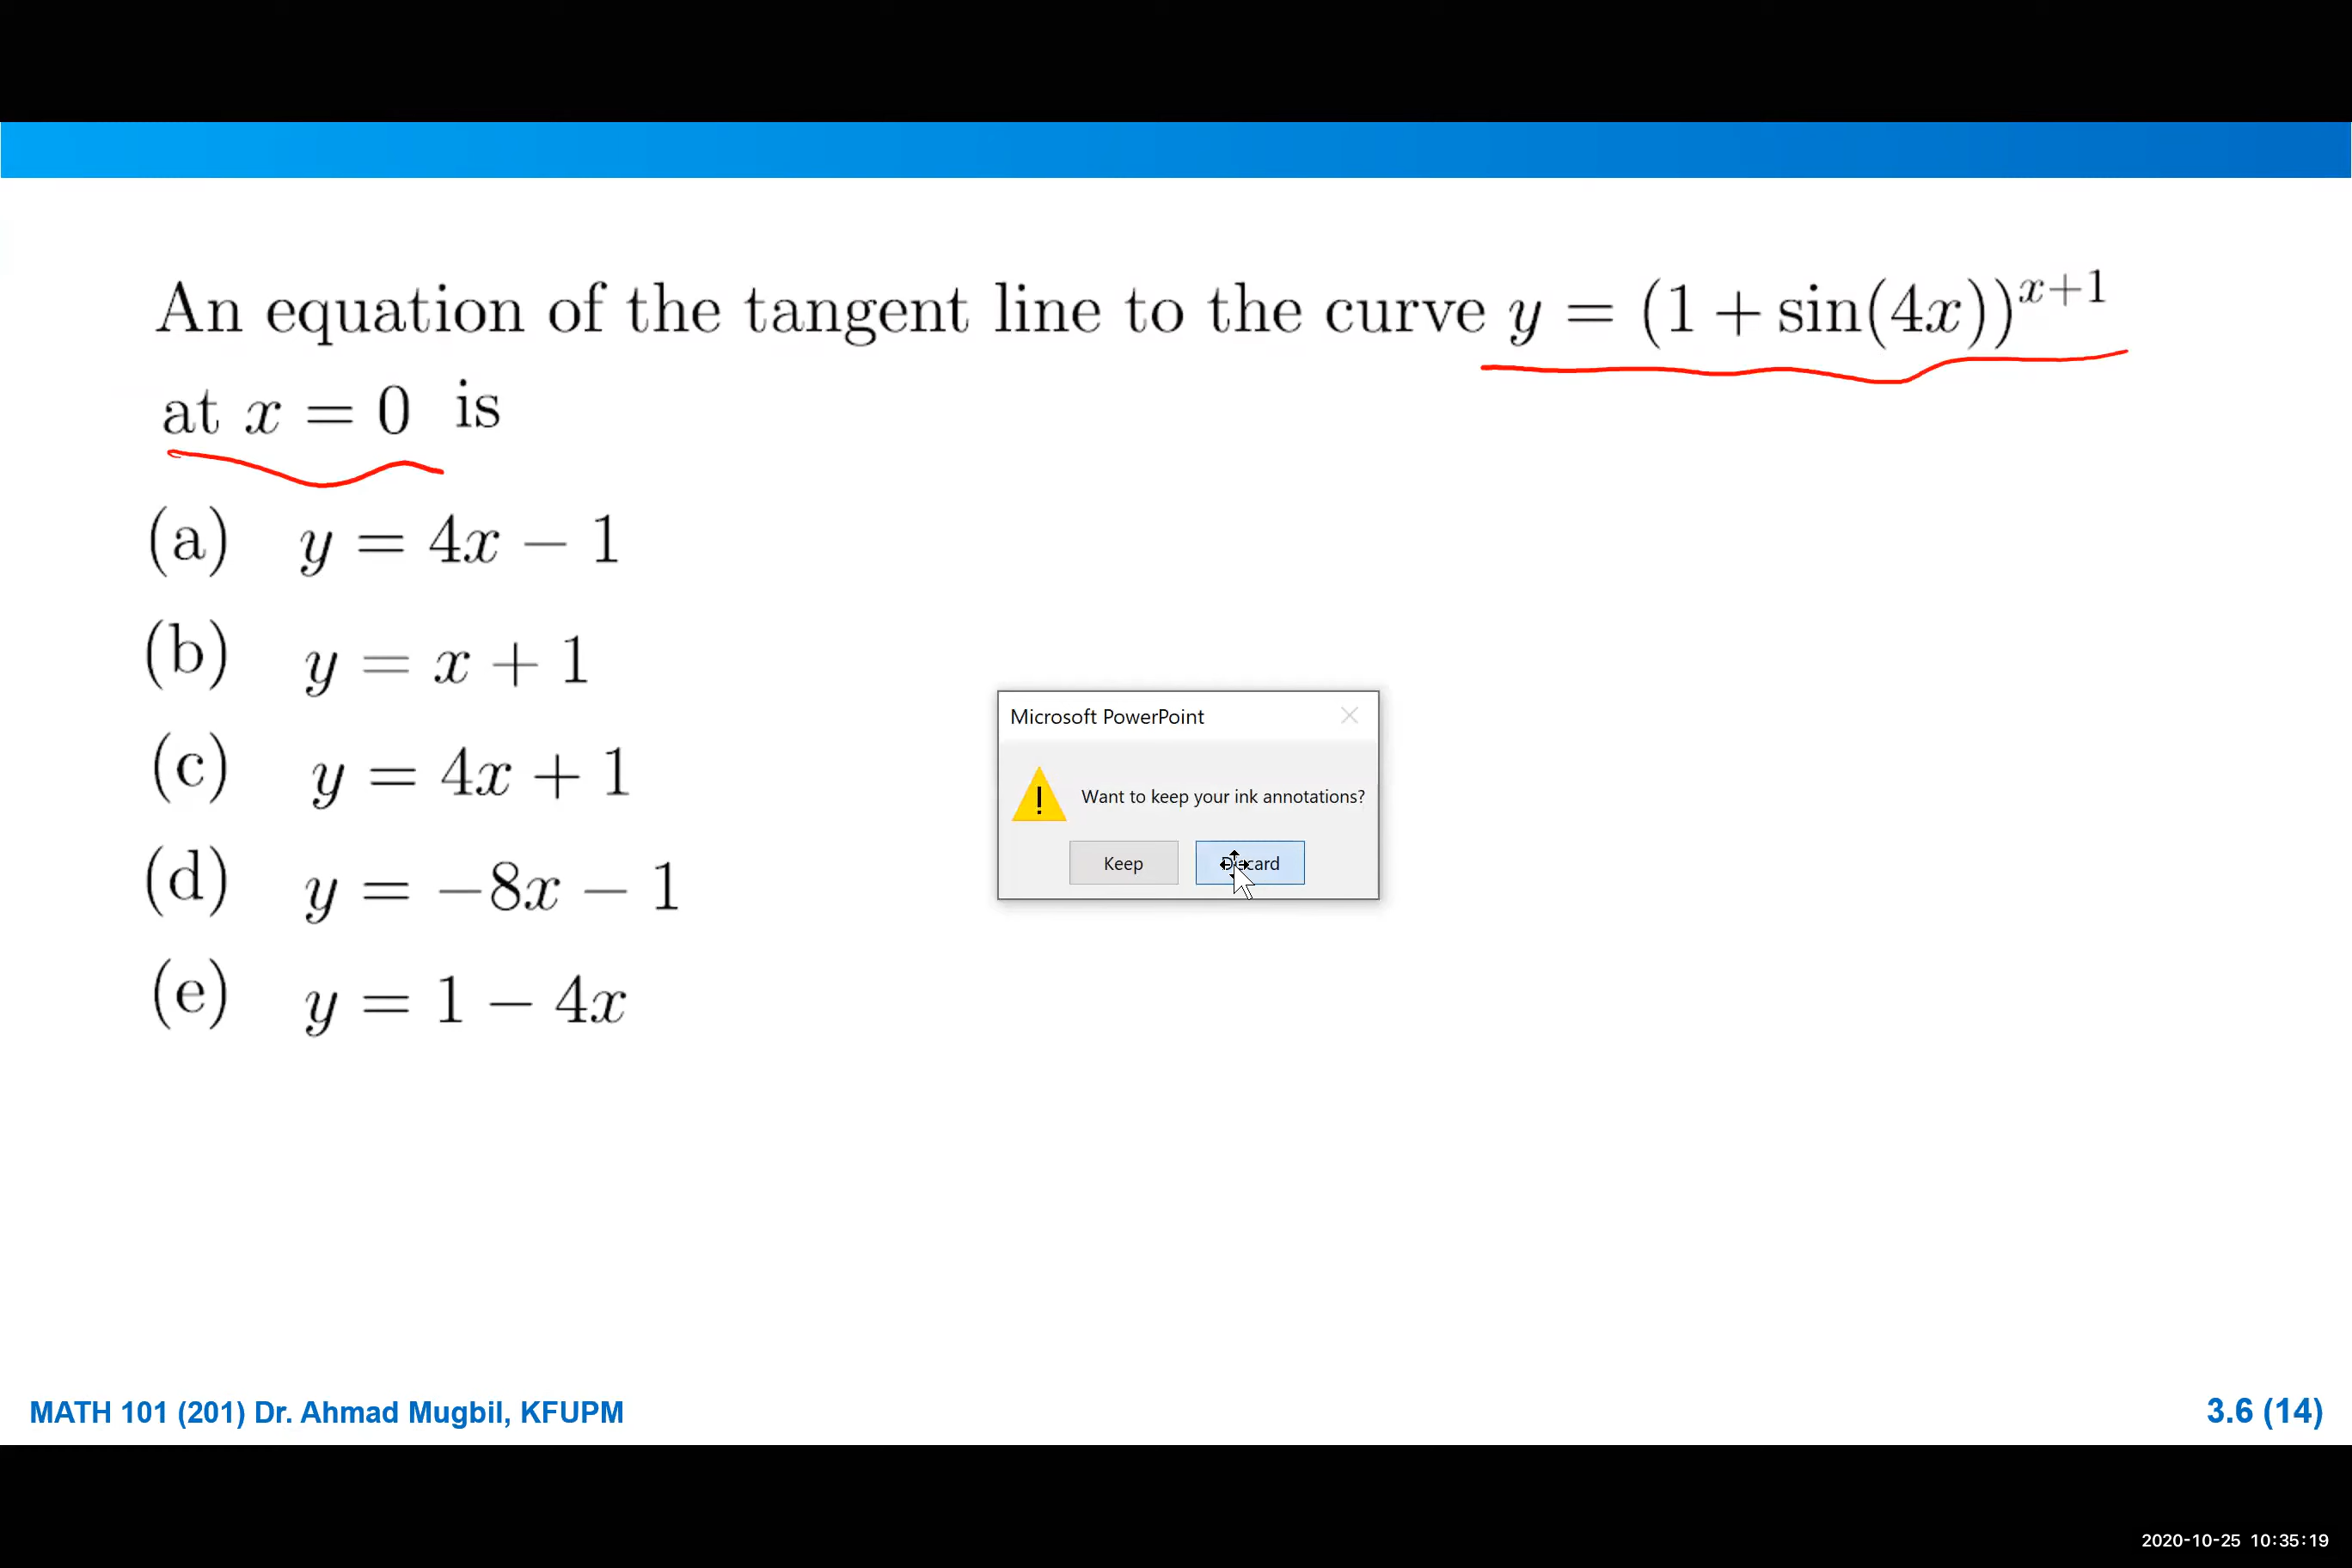 An equation of the tangent line to the curve y = (1 + sin(4x))^{x+1}
at x = 0 is
(a) y = 4x − 1
(b) y = x + 1
(c) y = 4x + 1
(d) y = −8x − 1
(e) y = 1 − 4x
Microsoft PowerPoint
Want to keep your ink annotations?
Keep Discard
MATH 101 (201) Dr. Ahmad Mugbil, KFUPM 3.6 (14)
2020-10-25 10:35:19